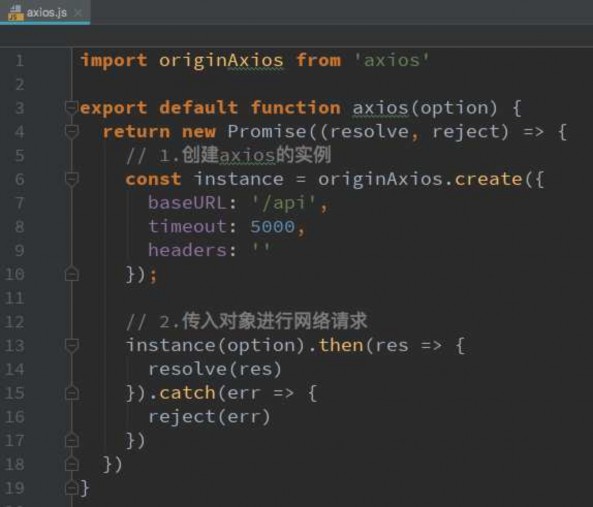 axios.js
1 import originAxios from 'axios'
2
3 export default function axios(option) {
4   return new Promise((resolve, reject) => {
5     // 1.创建axios的实例
6     const instance = originAxios.create({
7       baseURL: '/api',
8       timeout: 5000,
9       headers: ''
10     });
11
12     // 2.传入对象进行网络请求
13     instance(option).then(res => {
14       resolve(res)
15     }).catch(err => {
16       reject(err)
17     })
18   })
19 }